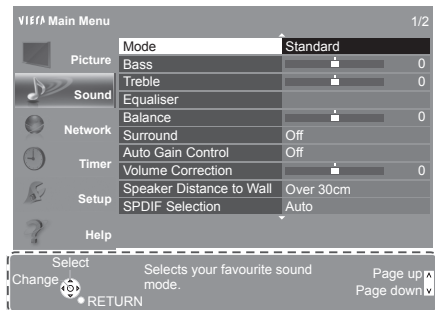 VIErA Main Menu 1/2
Picture
Sound
Network
Timer
Setup
Help
Mode Standard
Bass 0
Treble 0
Equaliser
Balance 0
Surround Off
Auto Gain Control Off
Volume Correction 0
Speaker Distance to Wall Over 30cm
SPDIF Selection Auto
Select
Change
RETURN
Selects your favourite sound
mode.
Page up
Page down